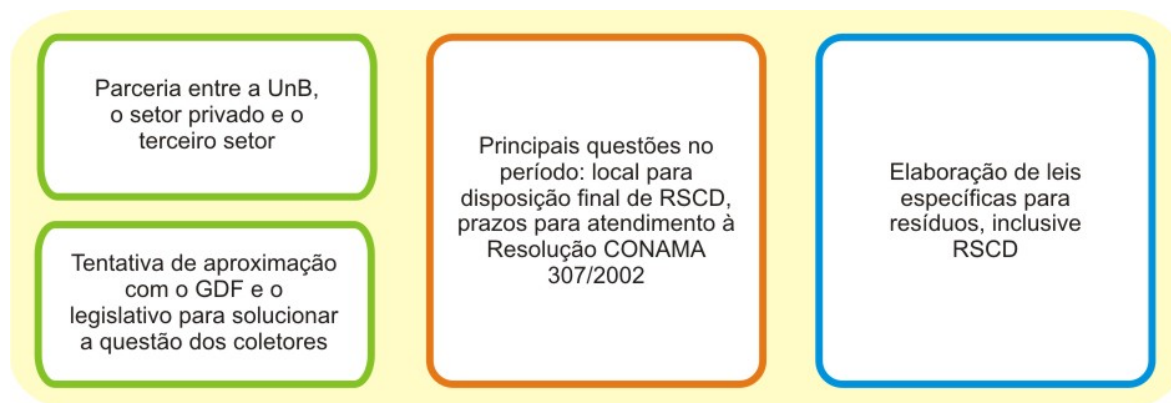 Parceria entre a UnB,
o setor privado e o
terceiro setor
Tentativa de aproximação
com o GDF e o
legislativo para solucionar
a questão dos coletores
Principais questões no
período: local para
disposição final de RSCD,
prazos para atendimento à
Resolução CONAMA
307/2002
Elaboração de leis
específicas para
resíduos, inclusive
RSCD